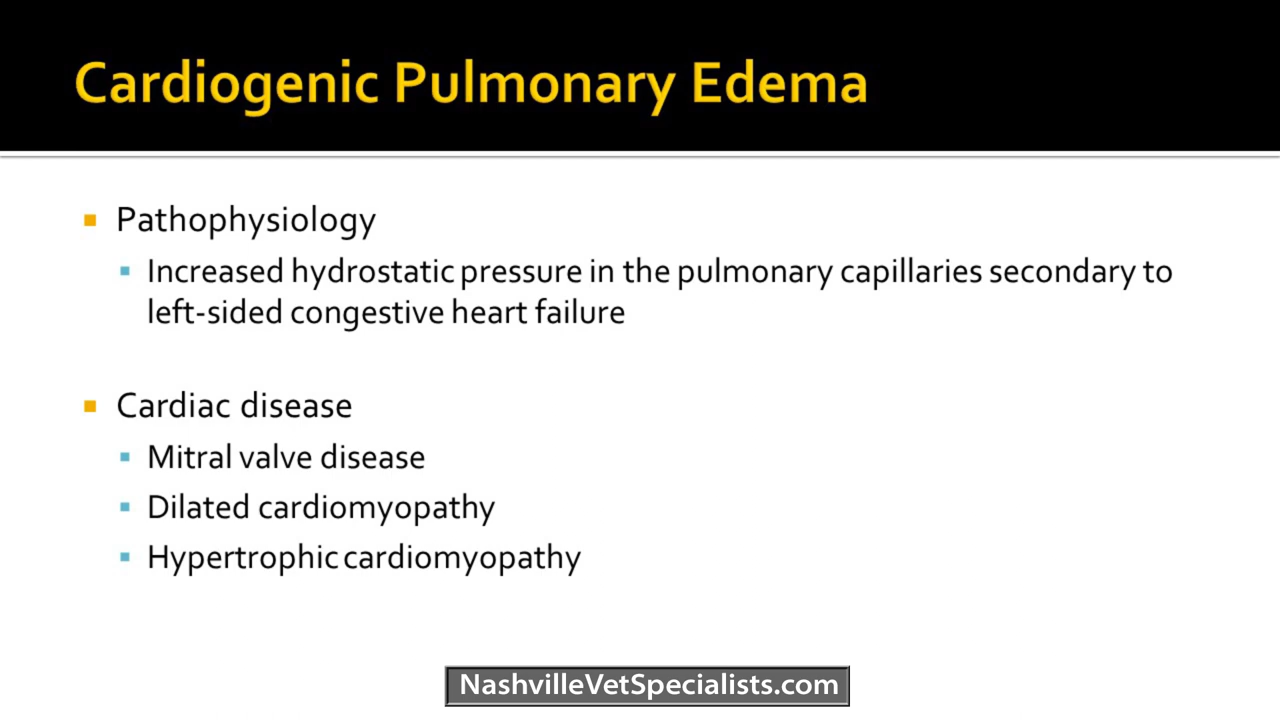 Cardiogenic Pulmonary Edema
Pathophysiology
Increased hydrostatic pressure in the pulmonary capillaries secondary to
left-sided congestive heart failure
Cardiac disease
Mitral valve disease
Dilated cardiomyopathy
Hypertrophic cardiomyopathy
NashvilleVetSpecialists.com